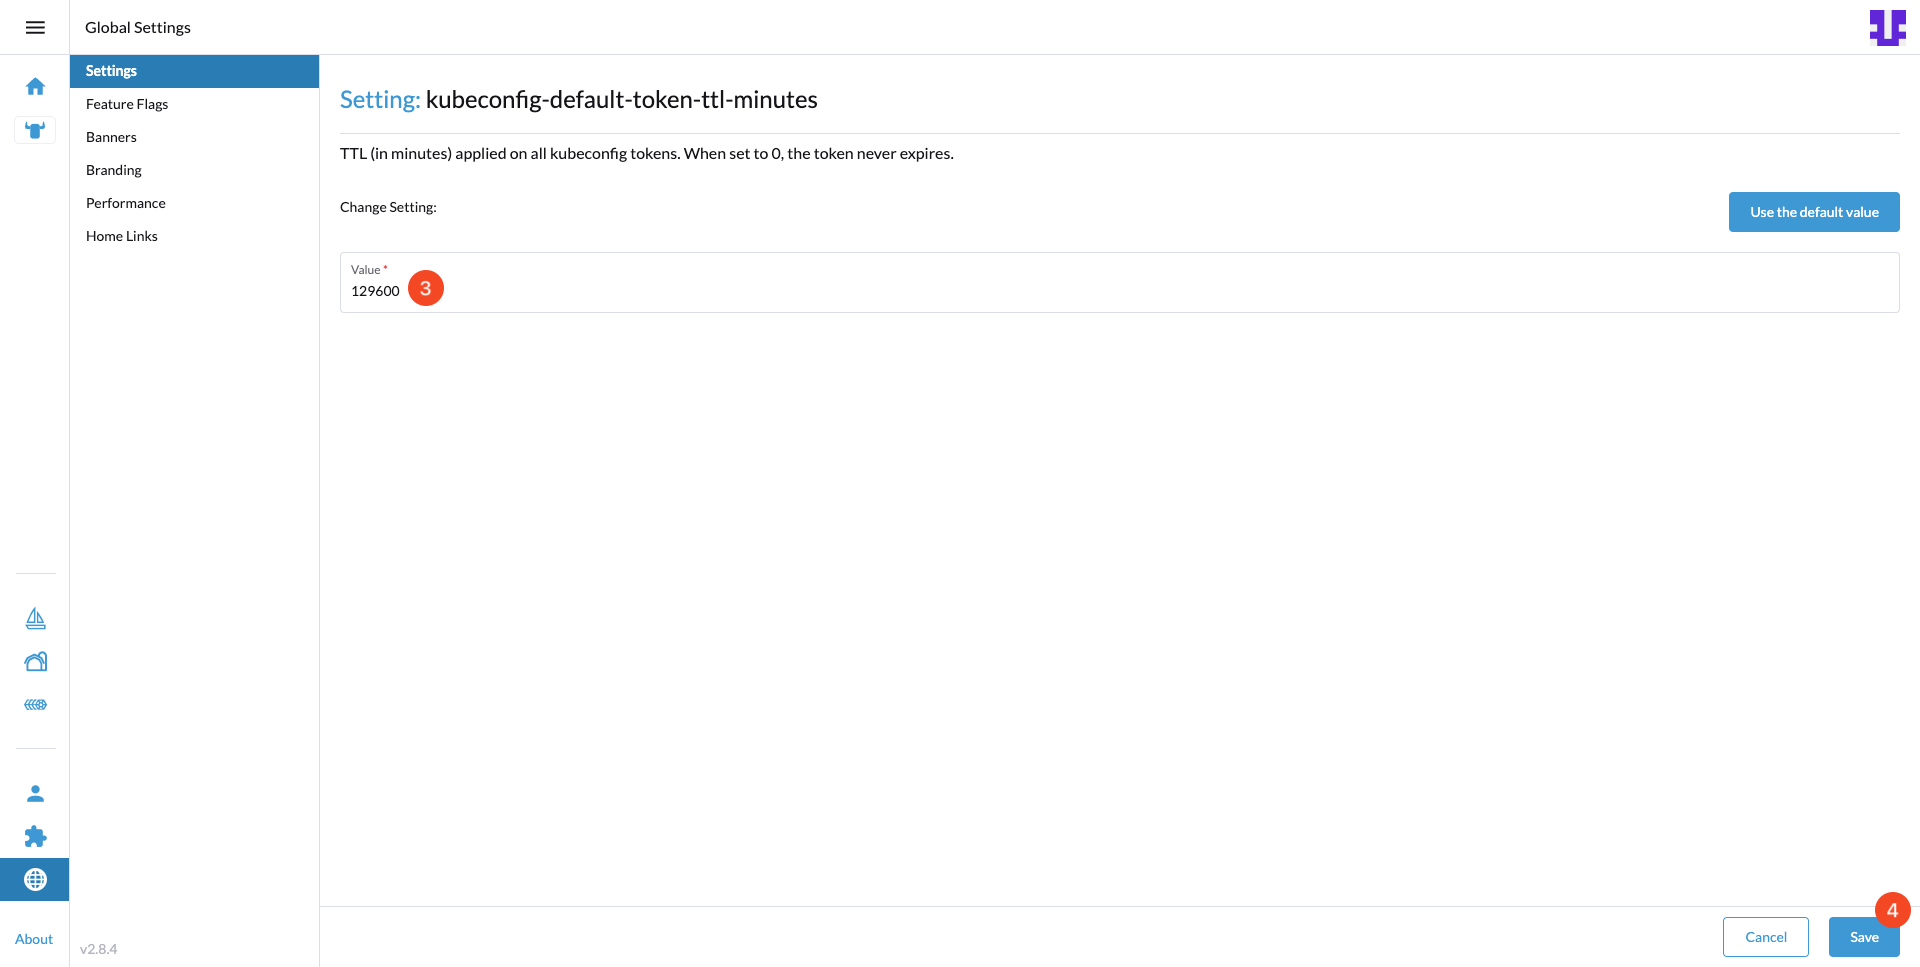 Global Settings
Settings
Feature Flags
Banners
Branding
Performance
Home Links
Setting: kubeconfig-default-token-ttl-minutes
TTL (in minutes) applied on all kubeconfig tokens. When set to 0, the token never expires.
Change Setting:
Use the default value
Value *
129600
3
4
Cancel
Save
About
v2.8.4